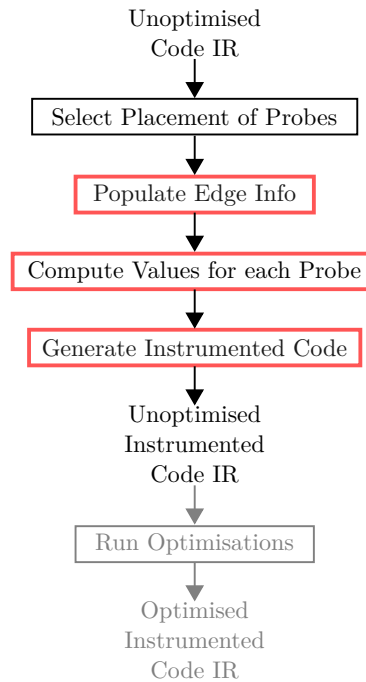 Unoptimised
Code IR
Select Placement of Probes
Populate Edge Info
Compute Values for each Probe
Generate Instrumented Code
Unoptimised
Instrumented
Code IR
Run Optimisations
Optimised
Instrumented
Code IR